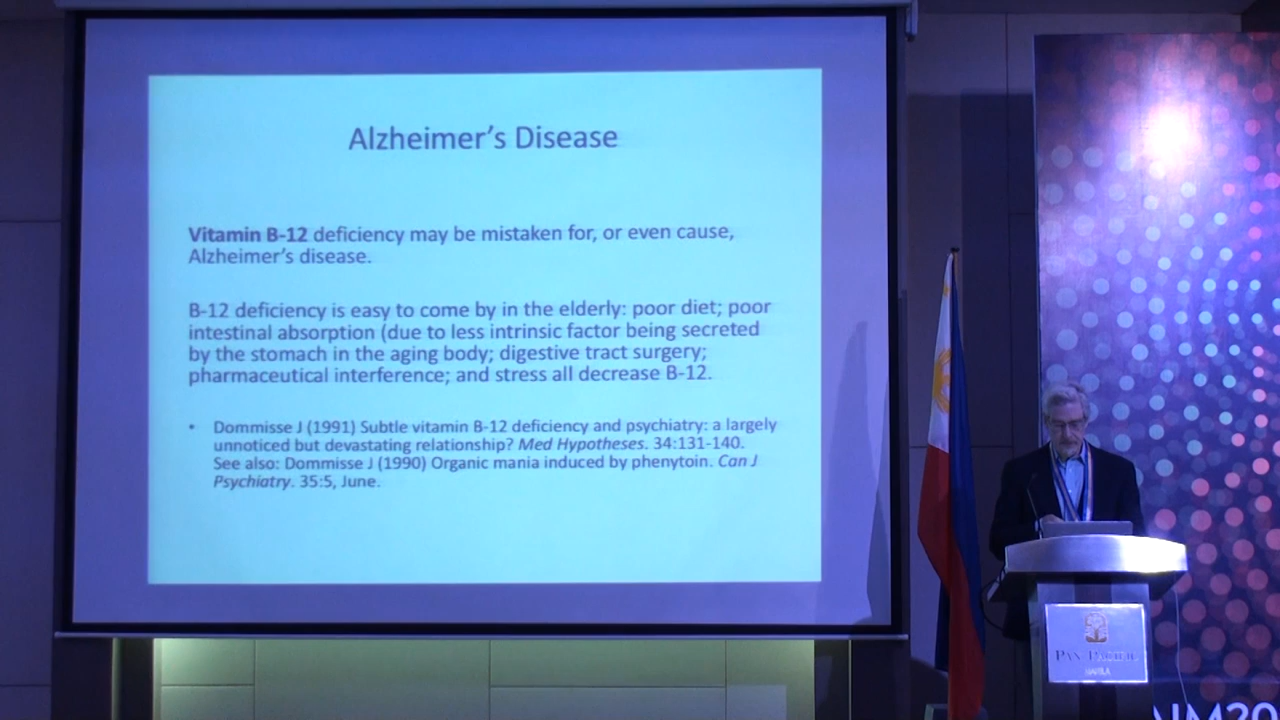 Alzheimer's Disease
Vitamin B-12 deficiency may be mistaken for, or even cause,
Alzheimer's disease.
B-12 deficiency is easy to come by in the elderly: poor diet; poor
intestinal absorption (due to less intrinsic factor being secreted
by the stomach in the aging body; digestive tract surgery;
pharmaceutical interference; and stress all decrease B-12.
• Dommisse J (1991) Subtle vitamin B-12 deficiency and psychiatry: a largely
unnoticed but devastating relationship? Med Hypotheses. 34:131-140.
See also: Dommisse J (1990) Organic mania induced by phenytoin. Can J
Psychiatry. 35:5, June.
PAN PACIFIC
MANILA